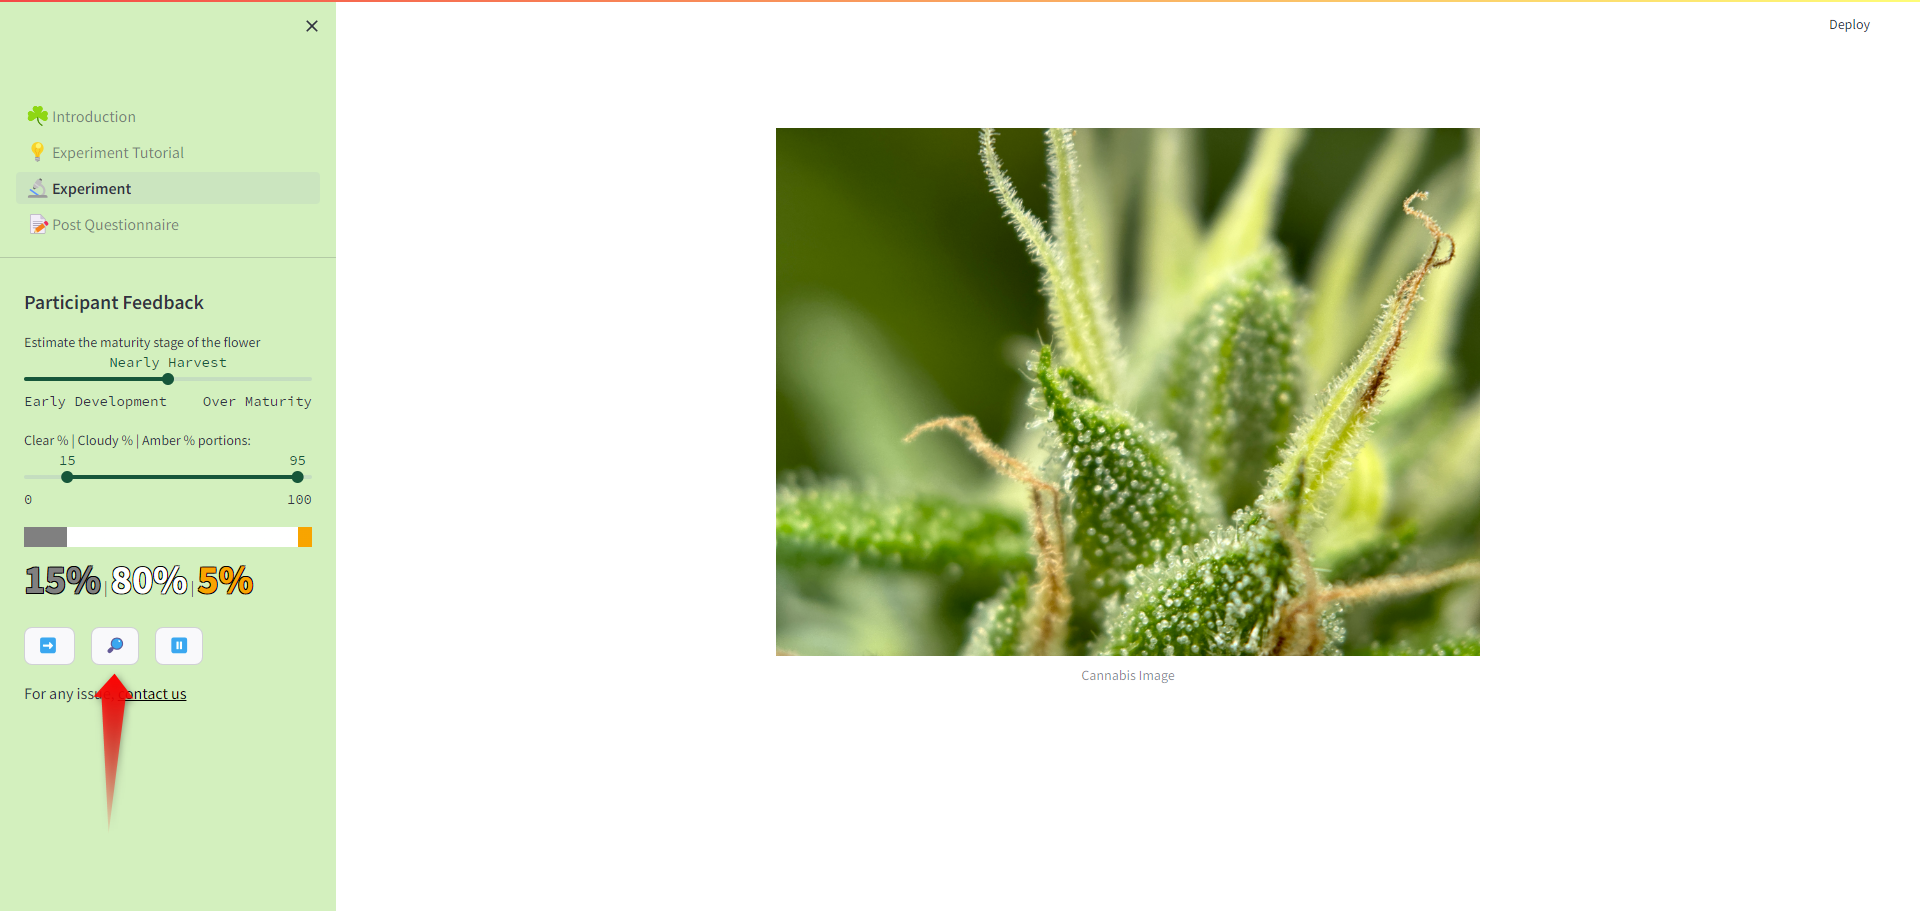 Deploy
Introduction
Experiment Tutorial
Experiment
Post Questionnaire
Participant Feedback
Estimate the maturity stage of the flower
Nearly Harvest
Early Development Over Maturity
Clear % | Cloudy % | Amber % portions:
15 95
0 100
15% | 80% | 5%
For any issue, contact us
Cannabis Image